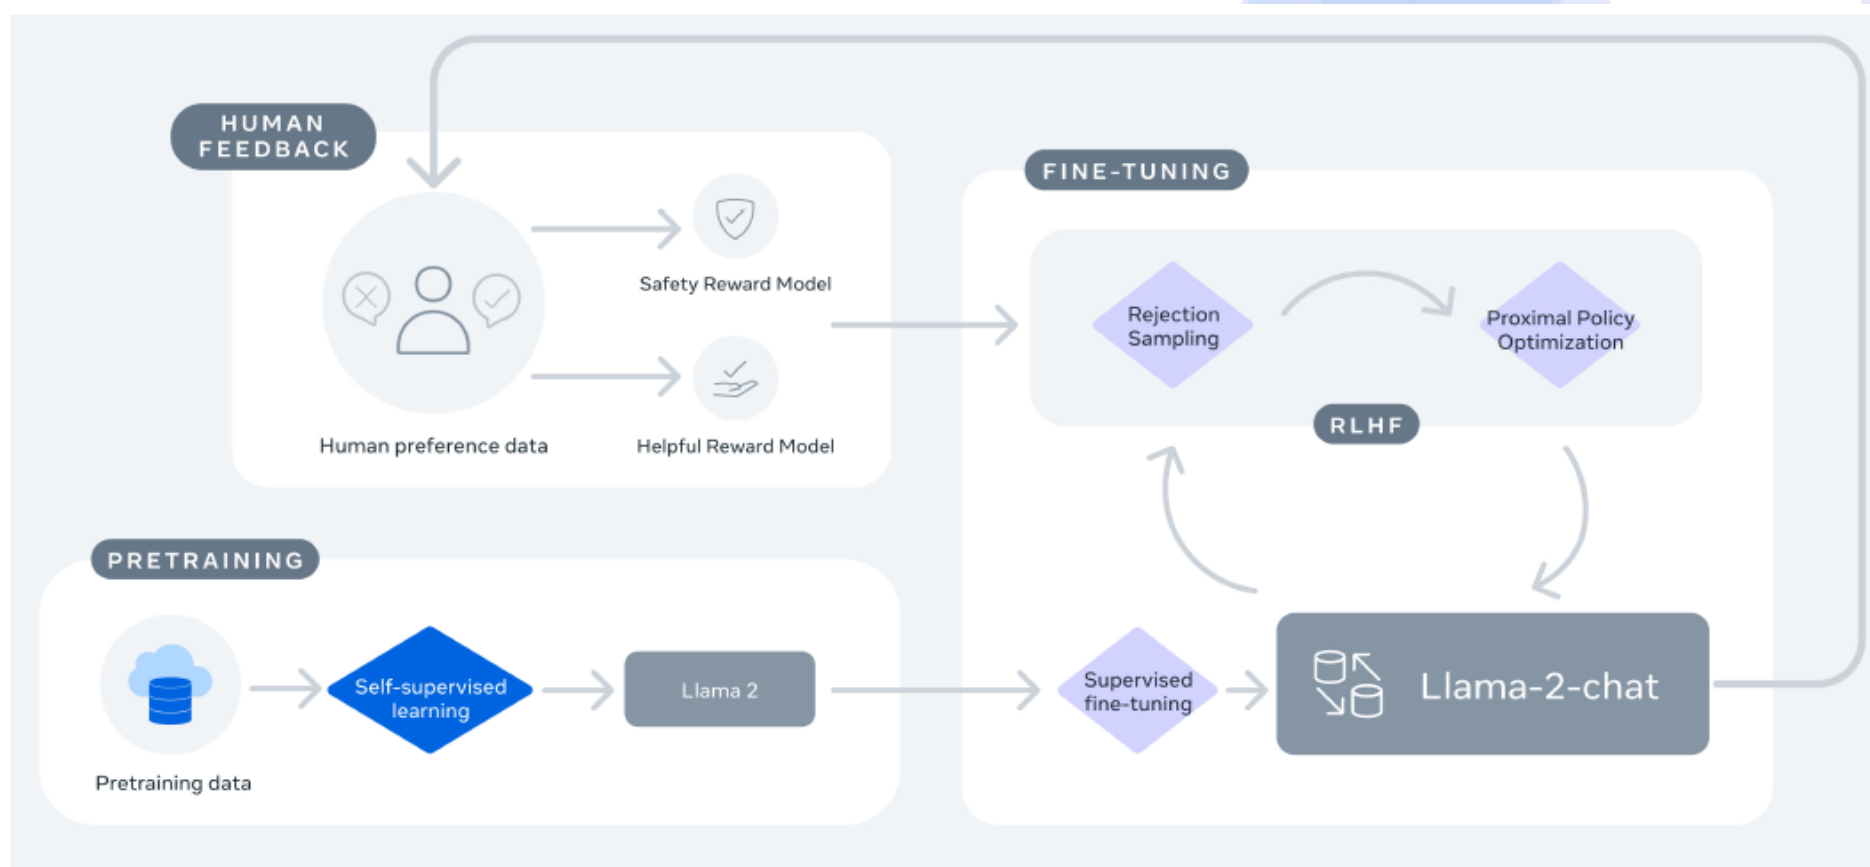 HUMAN
FEEDBACK
Safety Reward Model
Human preference data
Helpful Reward Model
FINE-TUNING
Rejection
Sampling
Proximal Policy
Optimization
RLHF
PRETRAINING
Pretraining data
Self-supervised
learning
Llama 2
Supervised
fine-tuning
Llama-2-chat